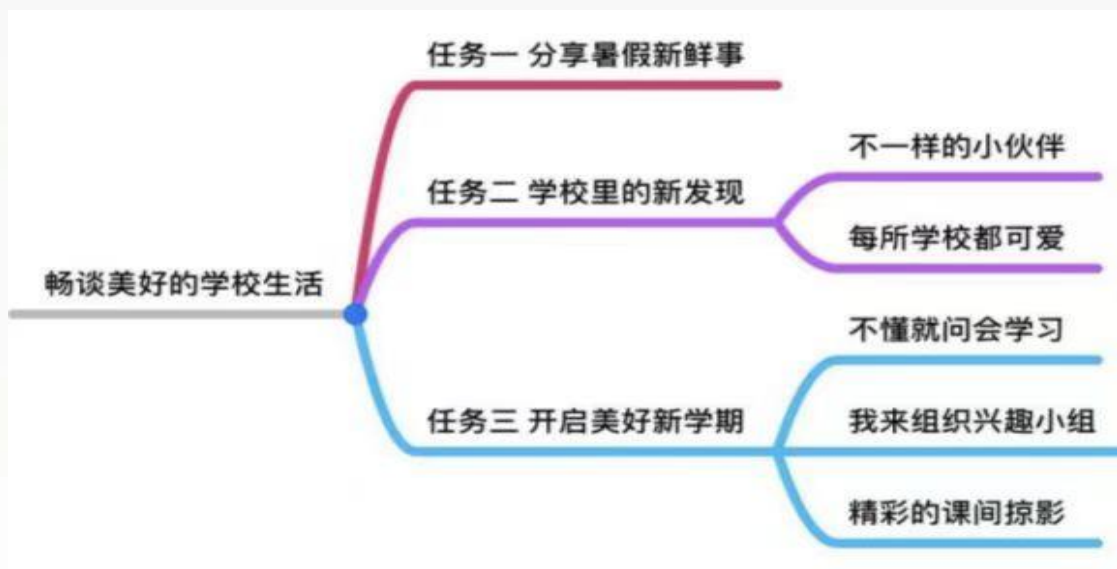 任务一 分享暑假新鲜事
不一样的小伙伴
任务二 学校里的新发现
每所学校都可爱
畅谈美好的学校生活
不懂就问会学习
任务三 开启美好新学期
我来组织兴趣小组
精彩的课间掠影